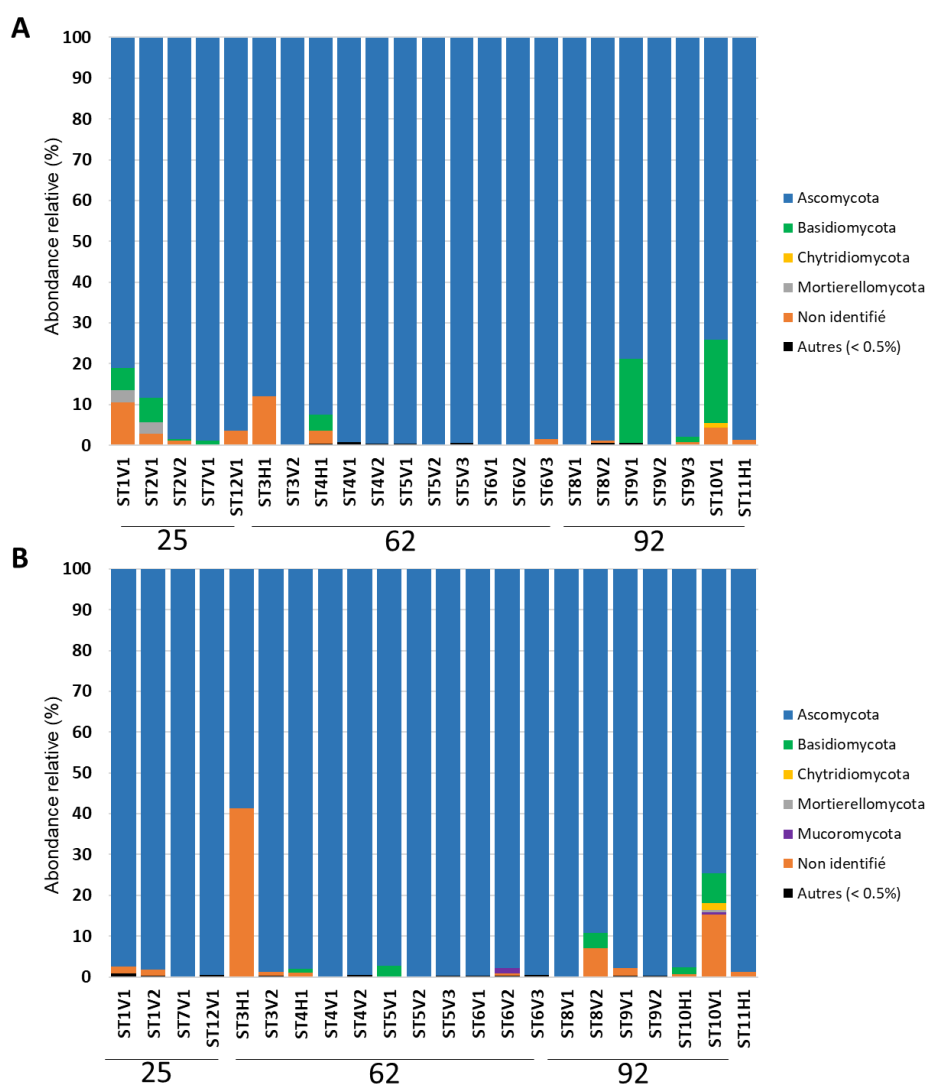 A
Abondance relative (%)
100
90
80
70
60
50
40
30
20
10
0
ST1V1
ST2V1
ST2V2
ST7V1
ST12V1
ST3H1
ST3V2
ST4H1
ST4V1
ST4V2
ST5V1
ST5V2
ST5V3
ST6V1
ST6V2
ST6V3
ST8V1
ST8V2
ST9V1
ST9V2
ST9V3
ST10V1
ST11H1
25
62
92
Ascomycota
Basidiomycota
Chytridiomycota
Mortierellomycota
Non identifié
Autres (< 0.5%)
B
Abondance relative (%)
100
90
80
70
60
50
40
30
20
10
0
ST1V1
ST1V2
ST7V1
ST12V1
ST3H1
ST3V2
ST4H1
ST4V1
ST4V2
ST5V1
ST5V2
ST5V3
ST6V1
ST6V2
ST6V3
ST8V1
ST8V2
ST9V1
ST9V2
ST10H1
ST10V1
ST11H1
25
62
92
Ascomycota
Basidiomycota
Chytridiomycota
Mortierellomycota
Mucoromycota
Non identifié
Autres (< 0.5%)